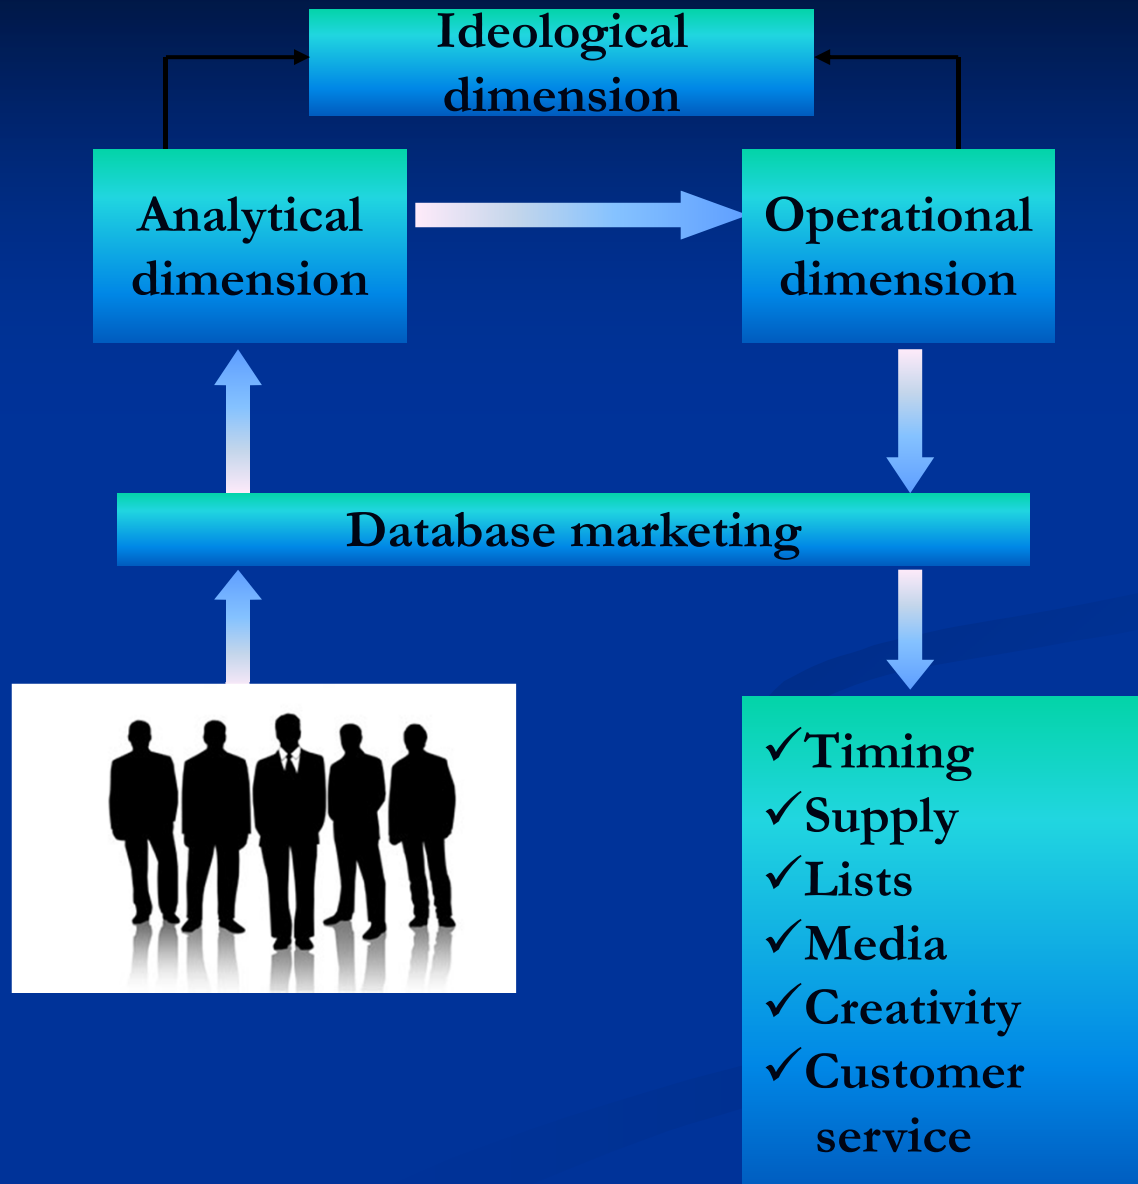 Ideological
dimension
Analytical
dimension
Operational
dimension
Database marketing
✓Timing
✓Supply
✓Lists
✓Media
✓Creativity
✓Customer
service